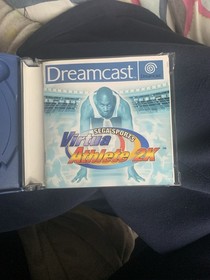 Dreamcast
SEGA SPORTS
Virtua
Athlete 2K